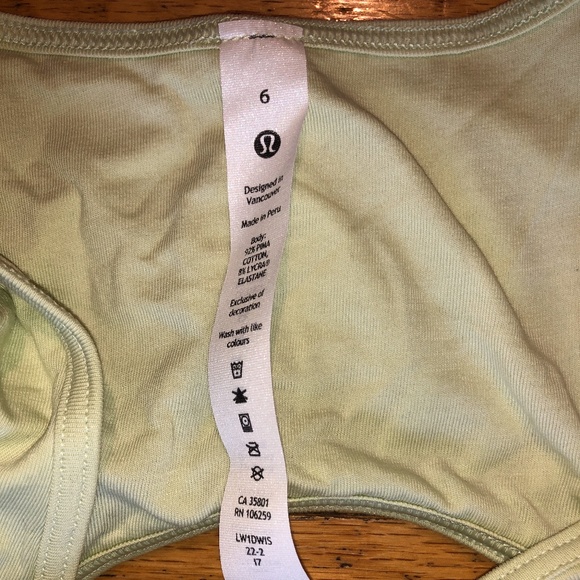 6
Designed in
Vancouver
Made in Peru
Body:
92% PIMA
COTTON,
8% LYCRA®
ELASTANE
Exclusive of
decoration
Wash with like
colours
CA 35801
RN 106259
LW1DWIS
22-2
17